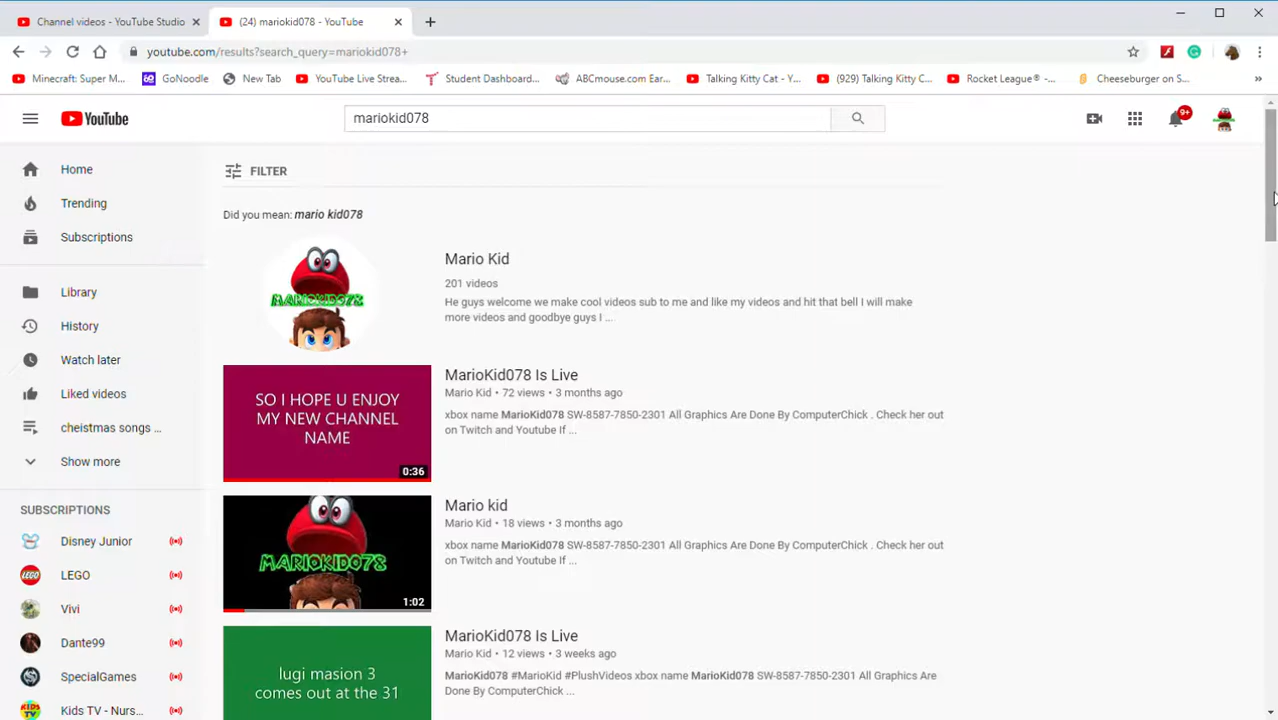 Channel videos - YouTube Studio
(24) mariokid078 - YouTube
youtube.com/results?search_query=mariokid078+
Minecraft: Super M...
GoNoodle
New Tab
YouTube Live Strea...
Student Dashboard...
ABCmouse.com Ear...
Talking Kitty Cat - Y...
(929) Talking Kitty C...
Rocket League® -...
Cheeseburger on S...
YouTube
mariokid078
9+
Home
Trending
Subscriptions
Library
History
Watch later
Liked videos
cheistmas songs ...
Show more
SUBSCRIPTIONS
Disney Junior
LEGO
Vivi
Dante99
SpecialGames
Kids TV - Nurs...
FILTER
Did you mean: mario kid078
MARIOKID078
Mario Kid
201 videos
He guys welcome we make cool videos sub to me and like my videos and hit that bell I will make
more videos and goodbye guys I ...
SO I HOPE U ENJOY
MY NEW CHANNEL
NAME
0:36
MarioKid078 Is Live
Mario Kid • 72 views • 3 months ago
xbox name MarioKid078 SW-8587-7850-2301 All Graphics Are Done By ComputerChick . Check her out
on Twitch and Youtube If ...
MARIOKID078
1:02
Mario kid
Mario Kid • 18 views • 3 months ago
xbox name MarioKid078 SW-8587-7850-2301 All Graphics Are Done By ComputerChick . Check her out
on Twitch and Youtube If ...
lugi masion 3
comes out at the 31
MarioKid078 Is Live
Mario Kid • 12 views • 3 weeks ago
MarioKid078 #MarioKid #PlushVideos xbox name MarioKid078 SW-8587-7850-2301 All Graphics Are
Done By ComputerChick ...